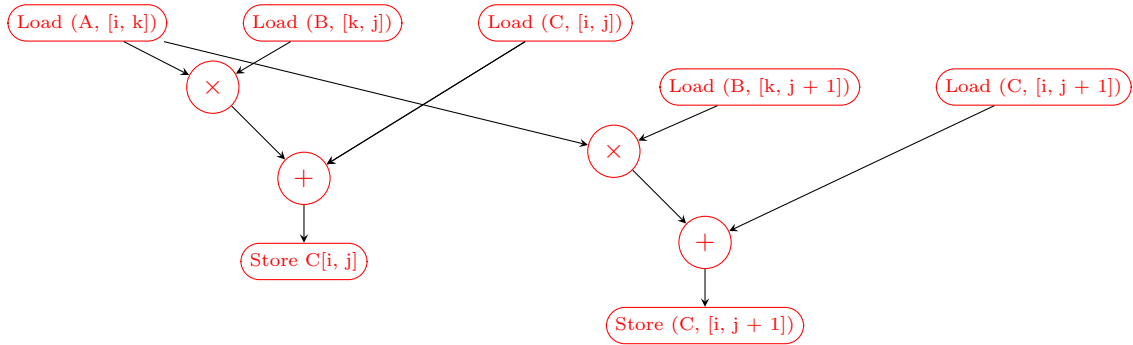 Load (A, [i, k])
Load (B, [k, j])
Load (C, [i, j])
×
Load (B, [k, j + 1])
Load (C, [i, j + 1])
×
+
+
Store C[i, j]
Store (C, [i, j + 1])